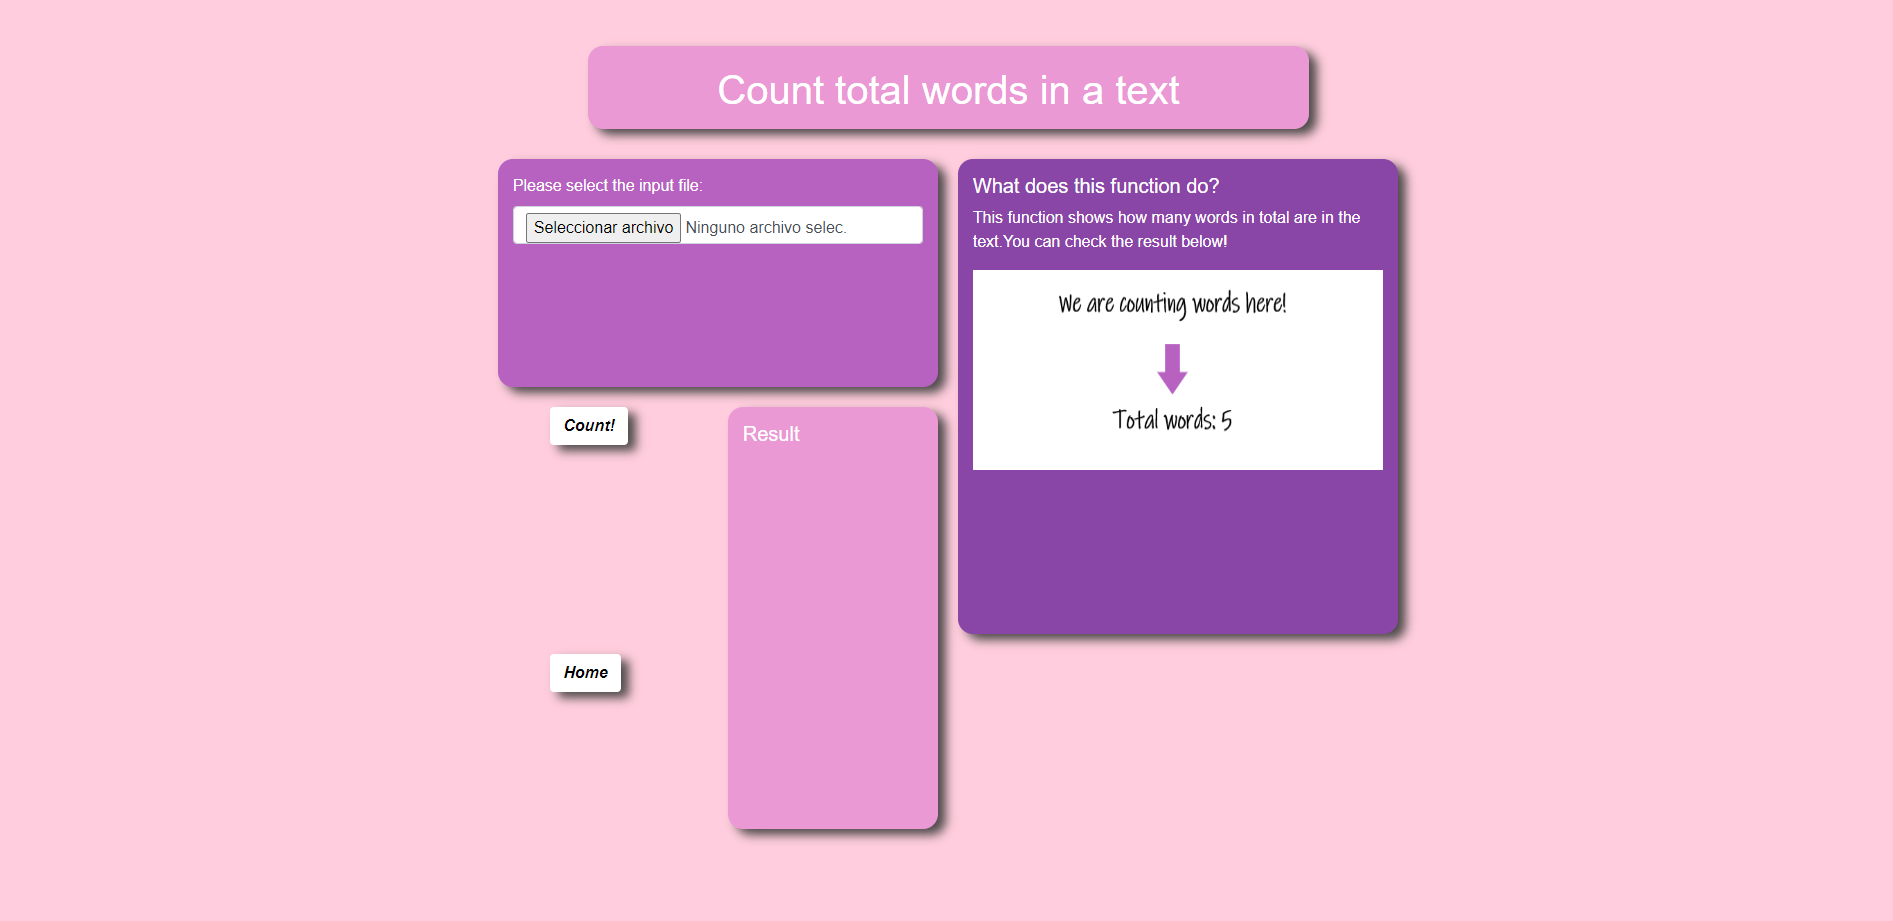 Count total words in a text
Please select the input file:
Seleccionar archivo Ninguno archivo selec.
Count!
Home
Result
What does this function do?
This function shows how many words in total are in the
text.You can check the result below!
We are counting words here!
Total words: 5